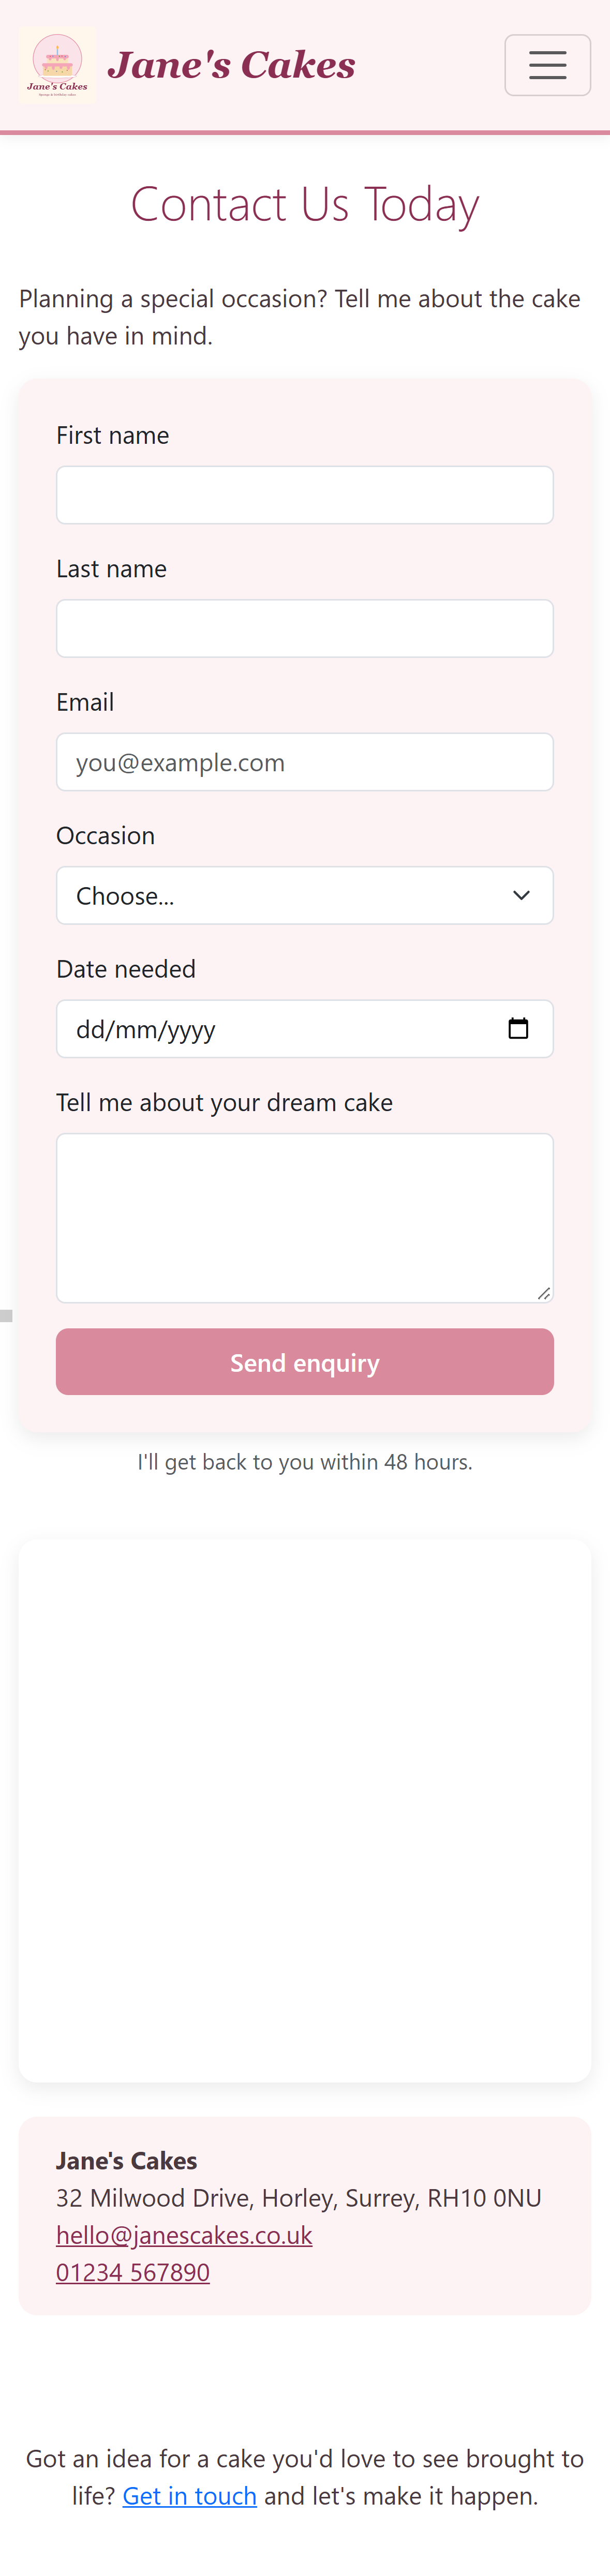 Jane's Cakes
Jane's Cakes
Contact Us Today
Planning a special occasion? Tell me about the cake
you have in mind.
First name
Last name
Email
you@example.com
Occasion
Choose...
Date needed
dd/mm/yyyy
Tell me about your dream cake
Send enquiry
I'll get back to you within 48 hours.
Jane's Cakes
32 Milwood Drive, Horley, Surrey, RH10 0NU
hello@janescakes.co.uk
01234 567890
Got an idea for a cake you'd love to see brought to
life? Get in touch and let's make it happen.